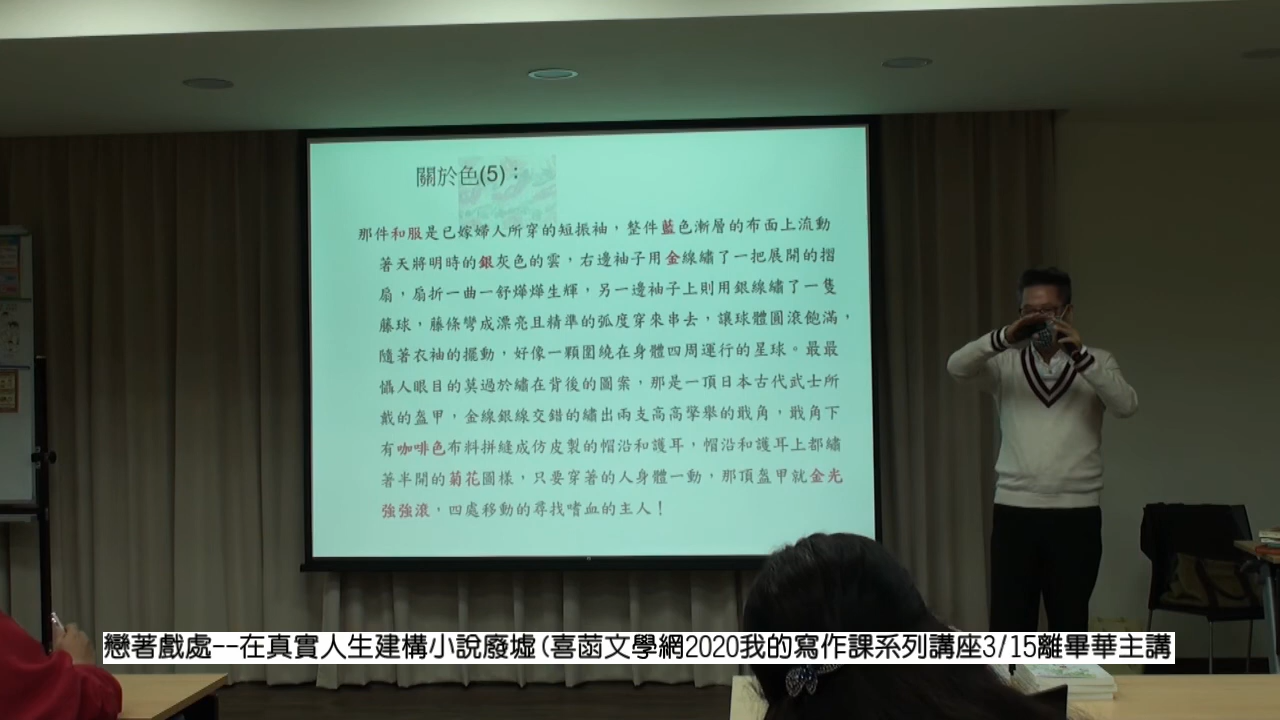 關於色(5)：
那件和服是已嫁婦人所穿的短振袖，整件藍色漸層的布面上流動
著天將明時的銀灰色的雲，右邊袖子用金線繡了一把展開的摺
扇，扇折一曲一舒燁燁生輝，另一邊袖子上則用銀線繡了一隻
藤球，藤條彎成漂亮且精準的弧度穿來串去，讓球體圓滾飽滿，
隨著衣袖的擺動，好像一顆圍繞在身體四周運行的星球。最最
懾人眼目的莫過於繡在背後的圖案，那是一頂日本古代武士所
戴的盔甲，金線銀線交錯的繡出兩支高高擎舉的戟角，戟角下
有咖啡色布料拼縫成仿皮製的帽沿和護耳，帽沿和護耳上都繡
著半開的菊花圖樣，只要穿著的人身體一動，那頂盔甲就金光
強強滾，四處移動的尋找嗜血的主人！
戀著戲處--在真實人生建構小說廢墟(喜菡文學網2020我的寫作課系列講座3/15離畢華主講